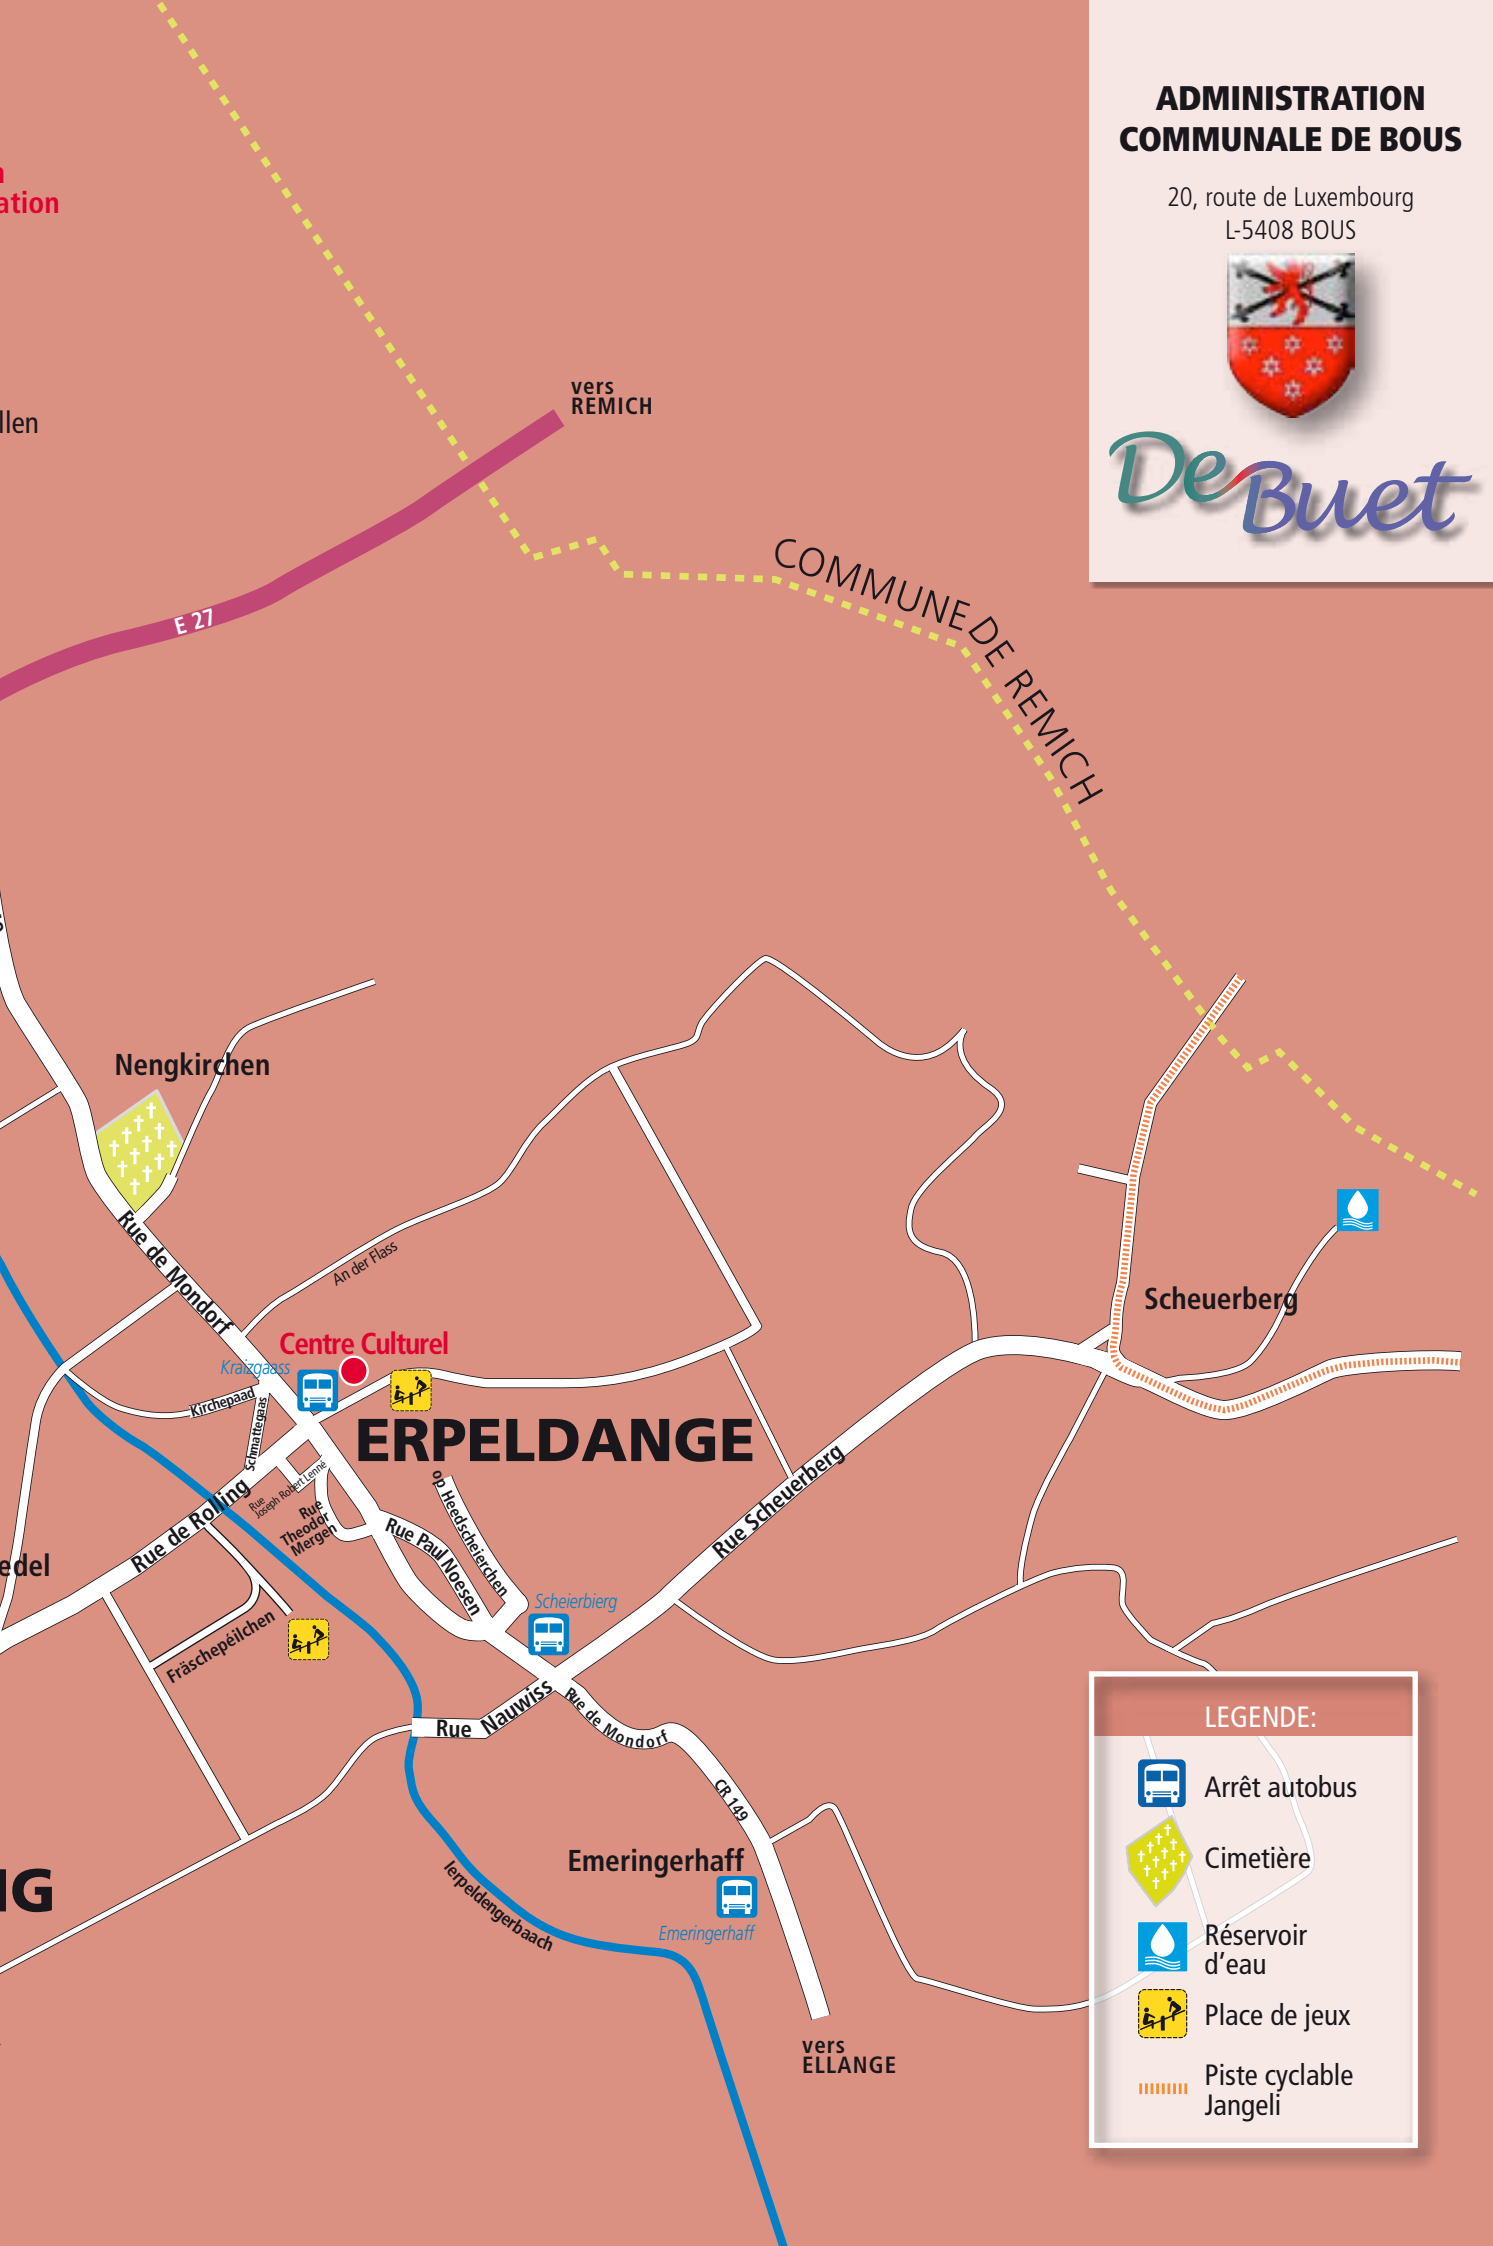 ADMINISTRATION
COMMUNALE DE BOUS
20, route de Luxembourg
L-5408 BOUS
De Buet
ation
llen
vers
REMICH
E 27
COMMUNE DE REMICH
Nengkirchen
Rue de Mondorf
An der Flass
Centre Culturel
Kraizgaass
Kirchepaad
Schmattegaas
ERPELDANGE
Scheuerberg
Rue
Joseph Robert Lenné
Rue
Theodor
Mergen
Rue de Rolling
Rue Paul Noesen
op Heedscheierchen
Rue Scheuerberg
edel
Scheierbierg
Fräschepéilchen
Rue Nauwiss
Rue de Mondorf
CR 149
Emeringerhaff
Emeringerhaff
Ierpeldengerbaach
NG
vers
ELLANGE
LEGENDE:
Arrêt autobus
Cimetière
Réservoir
d'eau
Place de jeux
Piste cyclable
Jangeli